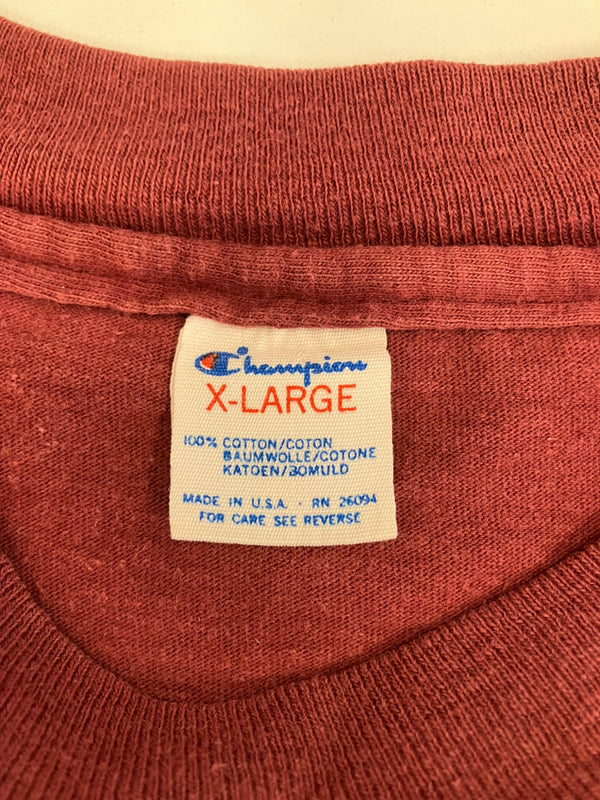 Champion
X-LARGE
100% COTTON/COTON
BAUMWOLLE/COTONE
KATOEN/BOMULD
MADE IN U.S.A. · RN 26094
FOR CARE SEE REVERSE